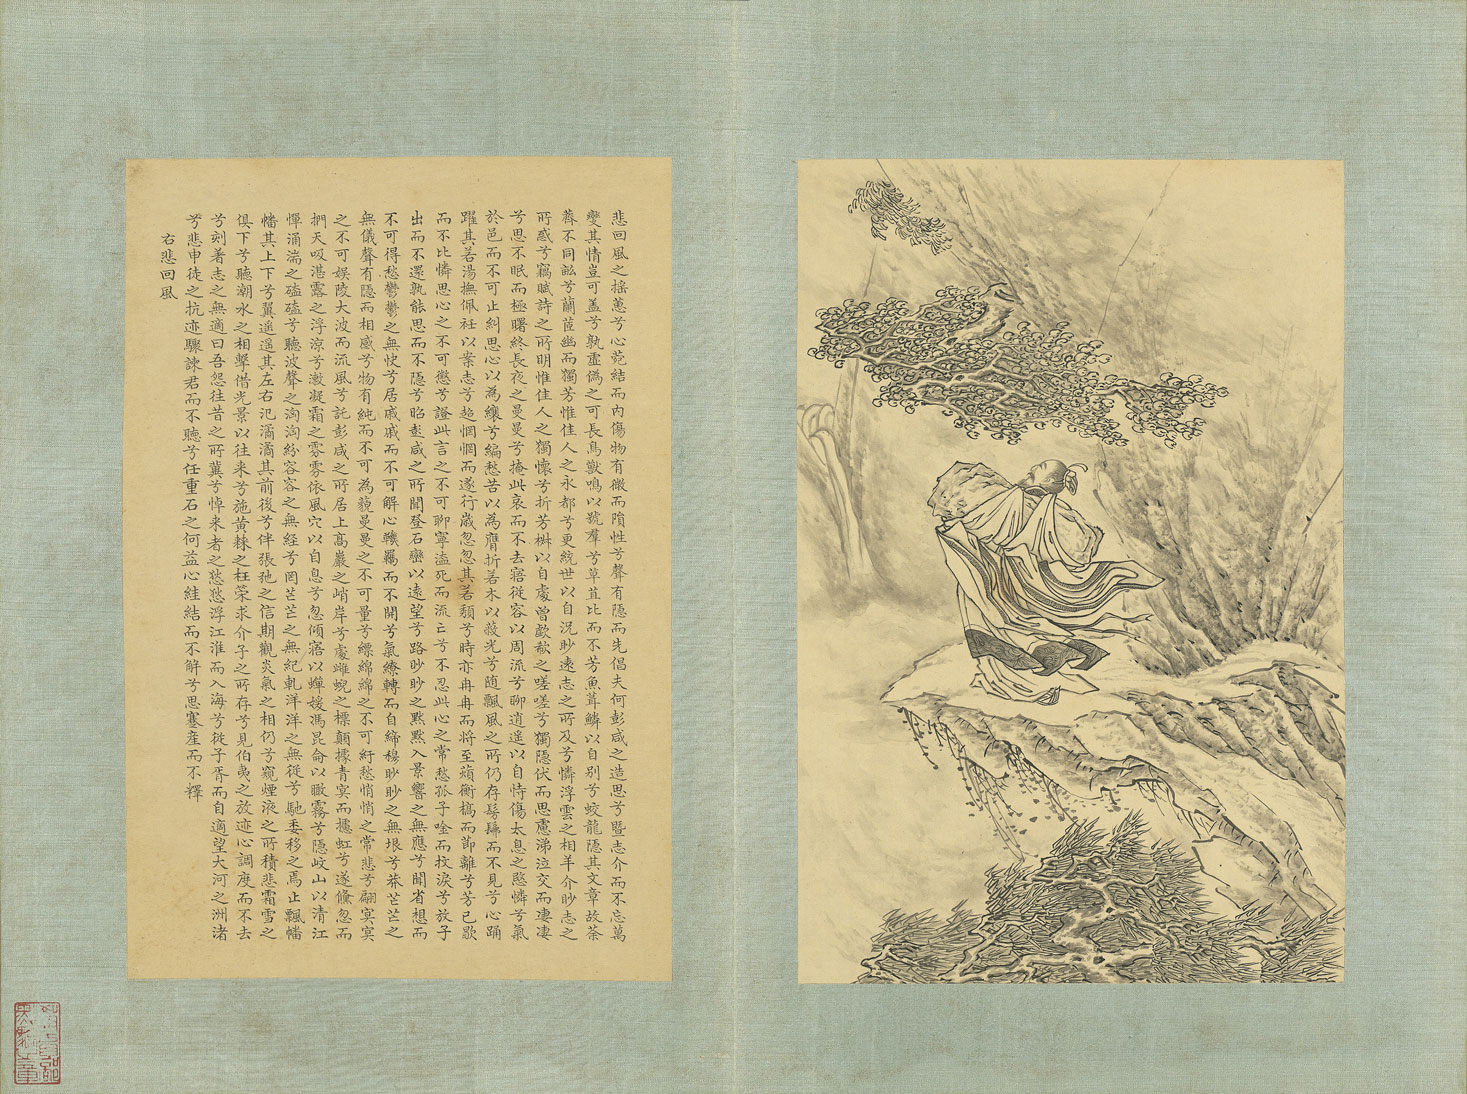 悲回風之搖蕙兮心菀結而內傷物有微而隕性兮聲有隱而先倡夫何彭咸之造思兮暨志介而不忘萬
變其情豈可蓋兮孰虛偽之可長鳥獸鳴以號羣兮草苴比而不芳魚葺鱗以自別兮蛟龍隱其文章故荼
薺不同畝兮蘭茝幽而獨芳惟佳人之永都兮更統世以自況眇遠志之所及兮憐浮雲之相羊介眇志之
所惑兮竊賦詩之所明惟佳人之獨懷兮折芳椒以自處曾歔欷之嗟嗟兮獨隱伏而思慮涕泣交而淒淒
兮思不眠而極曙終長夜之曼曼兮掩此哀而不去寤從容以周流兮聊逍遙以自恃傷太息之愍憐兮氣
於邑而不可止糾思心以為纕兮編愁苦以為膺折若木以蔽光兮隨飄風之所仍存髣髴而不見兮心踊
躍其若湯撫佩衽以案志兮超惘惘而遂行歲忽忽其若頹兮時亦冉冉而將至薠蘅槁而節離兮芳已歇
而不比憐思心之不可懲兮證此言之不可聊寧溘死而流亡兮不忍此心之常愁孤子唫而抆淚兮放子
出而不還孰能思而不隱兮昭彭咸之所聞登石巒以遠望兮路眇眇之默默入景響之無應兮聞省想而
不可得愁鬱鬱之無快兮居戚戚而不可解心鞿羈而不開兮氣繚轉而自締穆眇眇之無垠兮莽芒芒之
無儀聲有隱而相感兮物有純而不可為藐曼曼之不可量兮縹綿綿之不可紆愁悄悄之常悲兮翩冥冥
之不可娛陵大波而流風兮託彭咸之所居上高巖之峭岸兮處雌蜺之標顛據青冥而攄虹兮遂儵忽而
捫天吸湛露之浮涼兮漱凝霜之雰雰依風穴以自息兮忽傾寤以嬋媛馮昆侖以瞰霧兮隱岐山以清江
憚涌湍之磕磕兮聽波聲之洶洶紛容容之無經兮罔芒芒之無紀軋洋洋之無從兮馳委移之焉止飄幡
幡其上下兮翼遙遙其左右氾潏潏其前後兮伴張弛之信期觀炎氣之相仍兮窺煙液之所積悲霜雪之
俱下兮聽潮水之相擊借光景以往來兮施黃棘之枉策求介子之所存兮見伯夷之放迹心調度而不去
兮刻著志之無適曰吾怨往昔之所冀兮悼來者之悐悐浮江淮而入海兮從子胥而自適望大河之洲渚
兮悲申徒之抗迹驟諫君而不聽兮任重石之何益心絓結而不解兮思蹇產而不釋
右悲回風